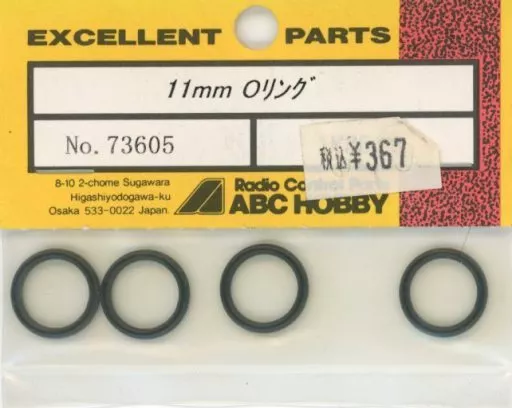 EXCELLENT PARTS
11mm Oリング
No. 73605
税込¥367
8-10 2-chome Sugawara
Higashiyodogawa-ku
Osaka 533-0022 Japan.
Radio Control Parts
ABC HOBBY